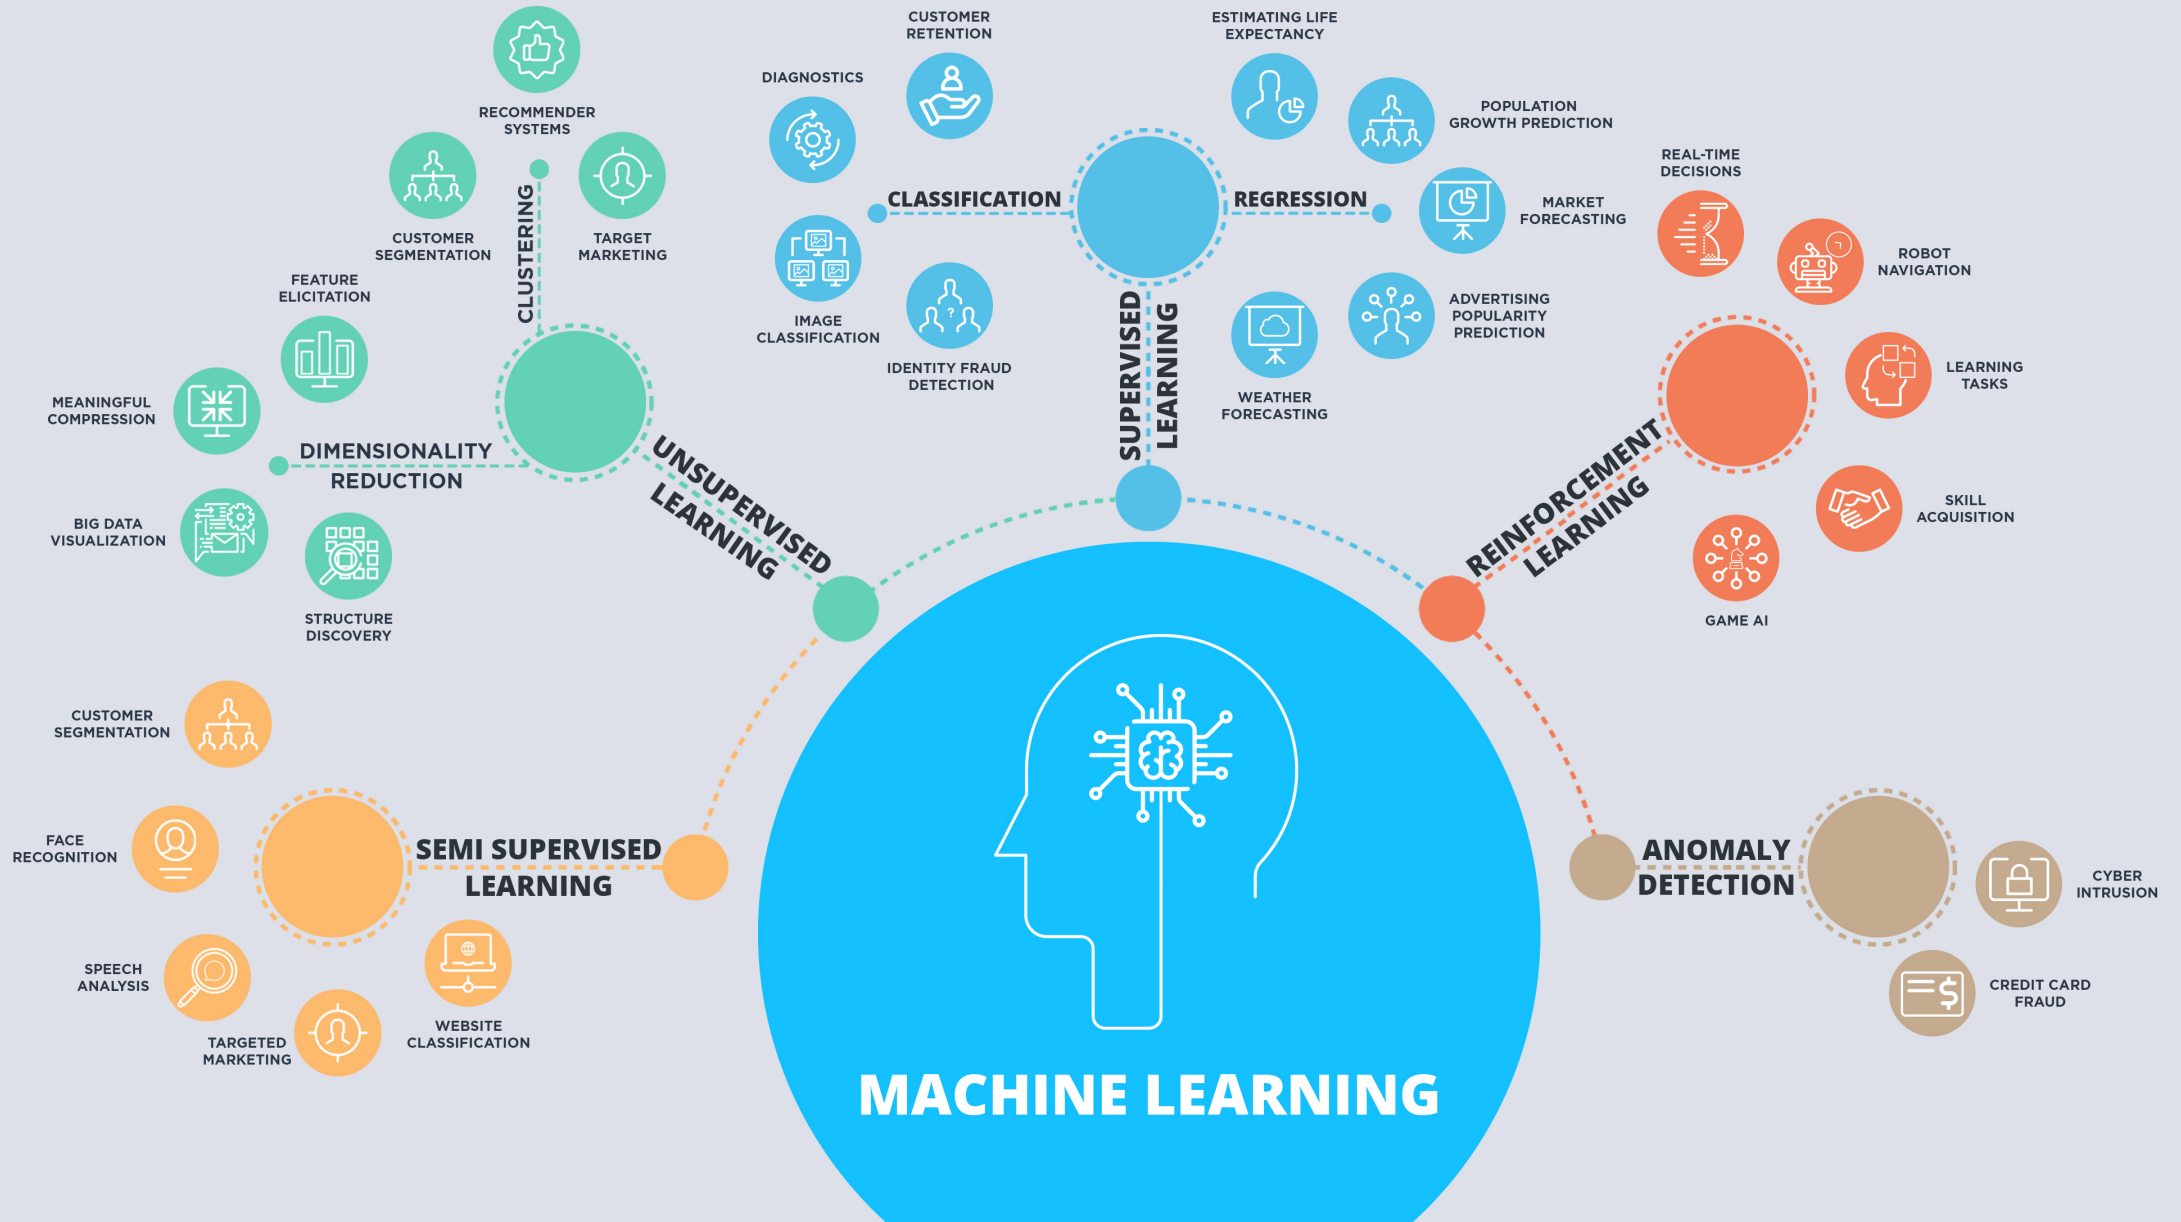 RECOMMENDER
SYSTEMS
CUSTOMER
SEGMENTATION
TARGET
MARKETING
CLUSTERING
FEATURE
ELICITATION
MEANINGFUL
COMPRESSION
DIMENSIONALITY
REDUCTION
BIG DATA
VISUALIZATION
STRUCTURE
DISCOVERY
UNSUPERVISED
LEARNING
CUSTOMER
RETENTION
DIAGNOSTICS
CLASSIFICATION
IMAGE
CLASSIFICATION
?
IDENTITY FRAUD
DETECTION
ESTIMATING LIFE
EXPECTANCY
POPULATION
GROWTH PREDICTION
REGRESSION
MARKET
FORECASTING
ADVERTISING
POPULARITY
PREDICTION
WEATHER
FORECASTING
SUPERVISED
LEARNING
REAL-TIME
DECISIONS
ROBOT
NAVIGATION
LEARNING
TASKS
SKILL
ACQUISITION
GAME AI
REINFORCEMENT
LEARNING
CUSTOMER
SEGMENTATION
FACE
RECOGNITION
SEMI SUPERVISED
LEARNING
SPEECH
ANALYSIS
TARGETED
MARKETING
WEBSITE
CLASSIFICATION
ANOMALY
DETECTION
CYBER
INTRUSION
$
CREDIT CARD
FRAUD
MACHINE LEARNING